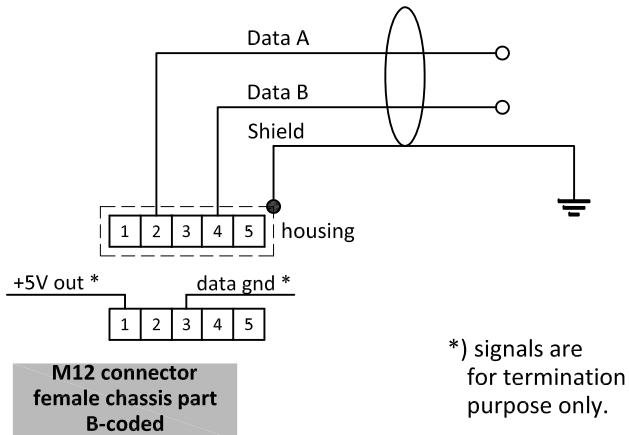 Data A
Data B
Shield
1 2 3 4 5
housing
+5V out *
data gnd *
1 2 3 4 5
M12 connector
female chassis part
B-coded
*) signals are
for termination
purpose only.